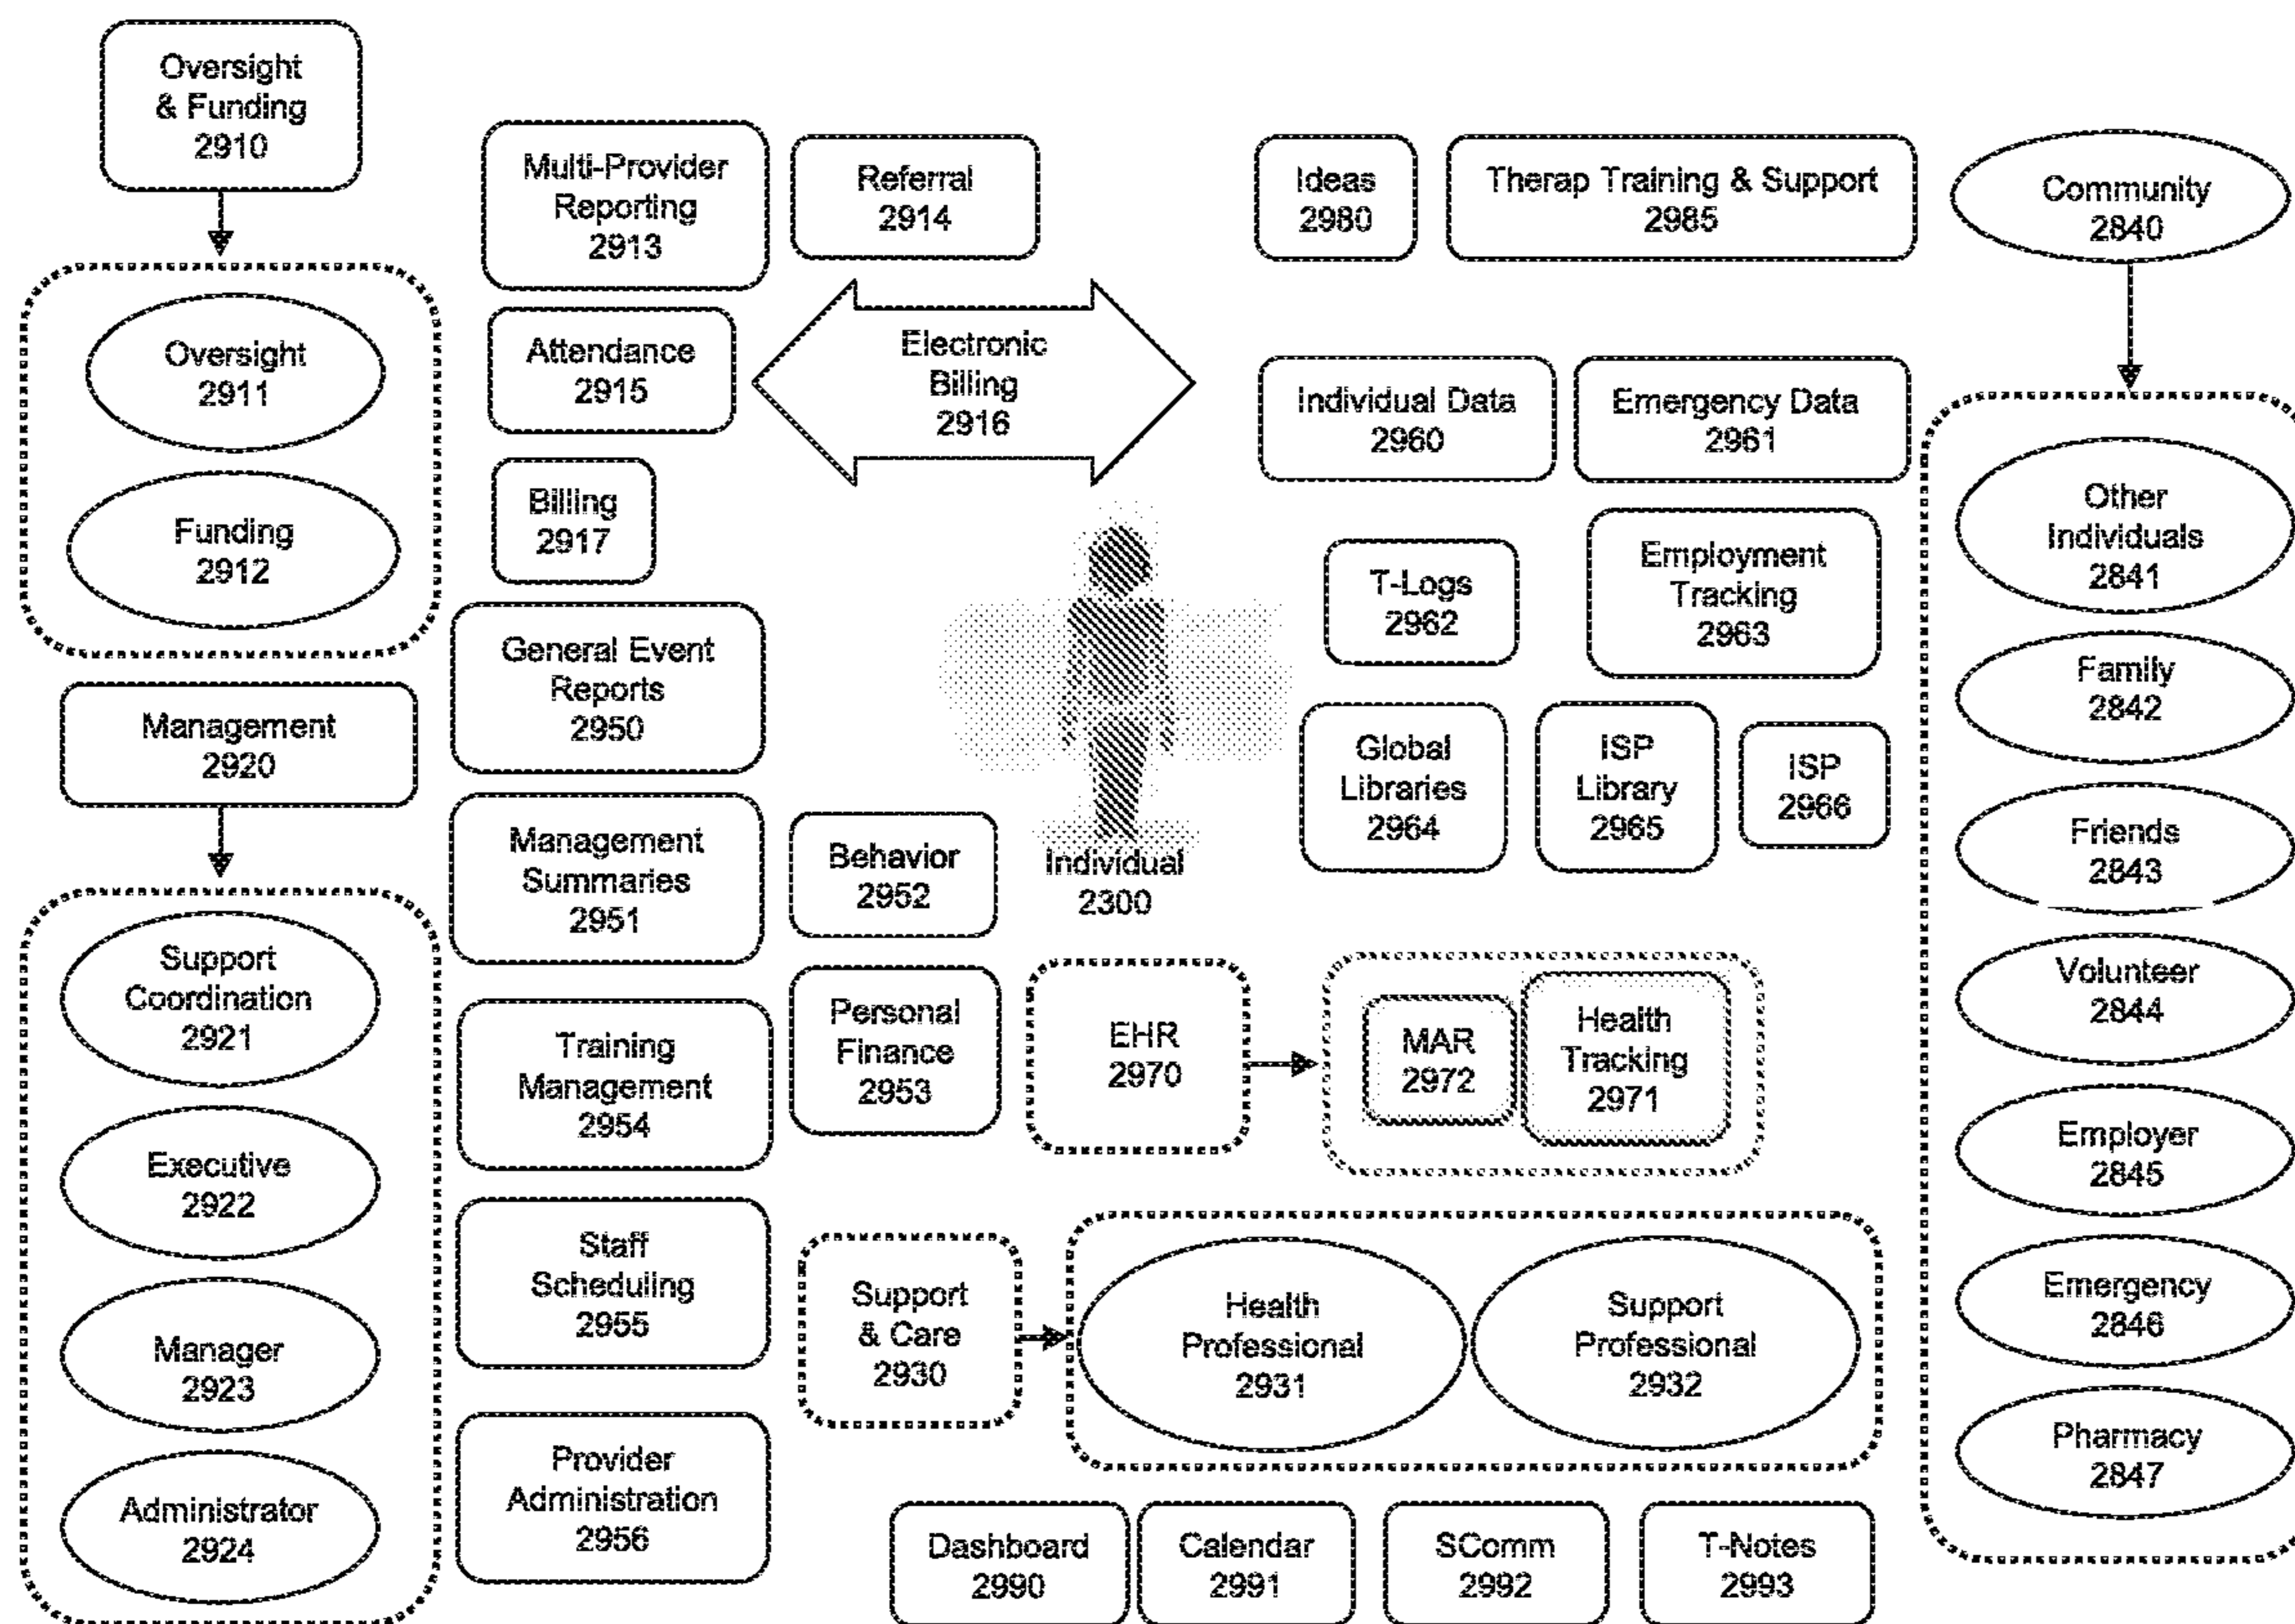 Oversight
& Funding
2910
Oversight
2911
Funding
2912
Management
2920
Support
Coordination
2921
Executive
2922
Manager
2923
Administrator
2924
Multi-Provider
Reporting
2913
Referral
2914
Attendance
2915
Electronic
Billing
2916
Billing
2917
General Event
Reports
2950
Management
Summaries
2951
Behavior
2952
Individual
2300
Training
Management
2954
Personal
Finance
2953
EHR
2970
MAR
2972
Health
Tracking
2971
Staff
Scheduling
2955
Support
& Care
2930
Health
Professional
2931
Support
Professional
2932
Provider
Administration
2956
Dashboard
2990
Calendar
2991
SComm
2992
T-Notes
2993
Ideas
2980
Therap Training & Support
2985
Individual Data
2960
Emergency Data
2961
T-Logs
2962
Employment
Tracking
2963
Global
Libraries
2964
ISP
Library
2965
ISP
2966
Community
2840
Other
Individuals
2841
Family
2842
Friends
2843
Volunteer
2844
Employer
2845
Emergency
2846
Pharmacy
2847